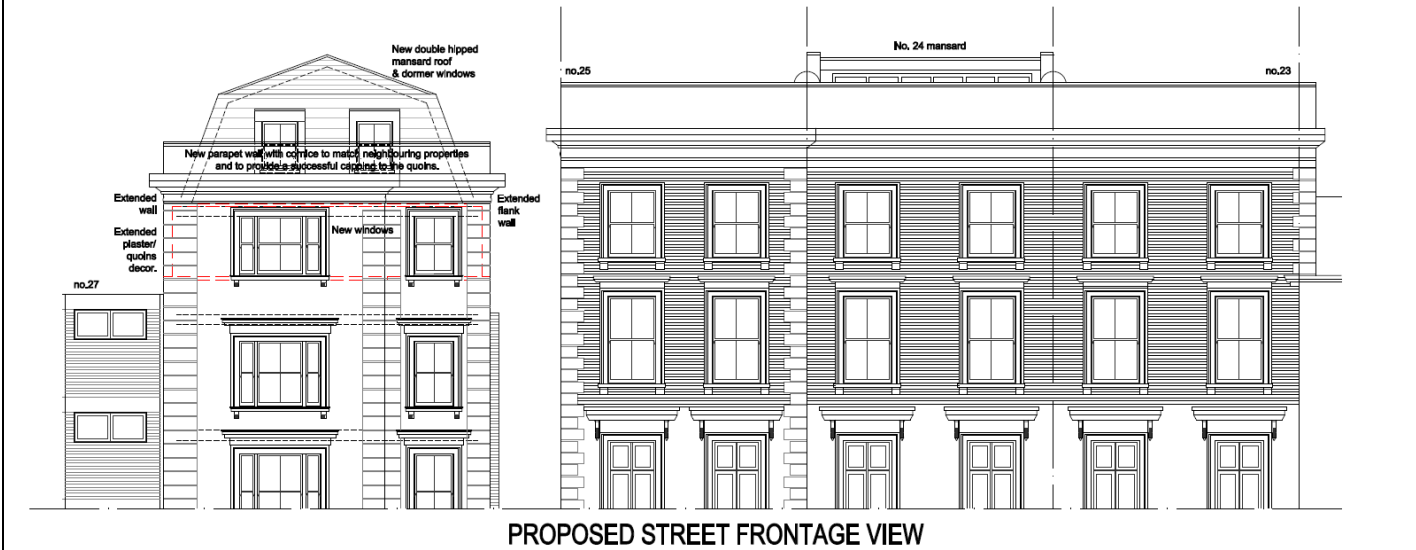 New double hipped
mansard roof
& dormer windows
No. 24 mansard
no.25
no.23
New parapet wall with cornice to match neighbouring properties
and to provide a successful capping to the quoins.
Extended
wall
Extended
flank
wall
New windows
Extended
plaster/
quoins
decor.
no.27
PROPOSED STREET FRONTAGE VIEW